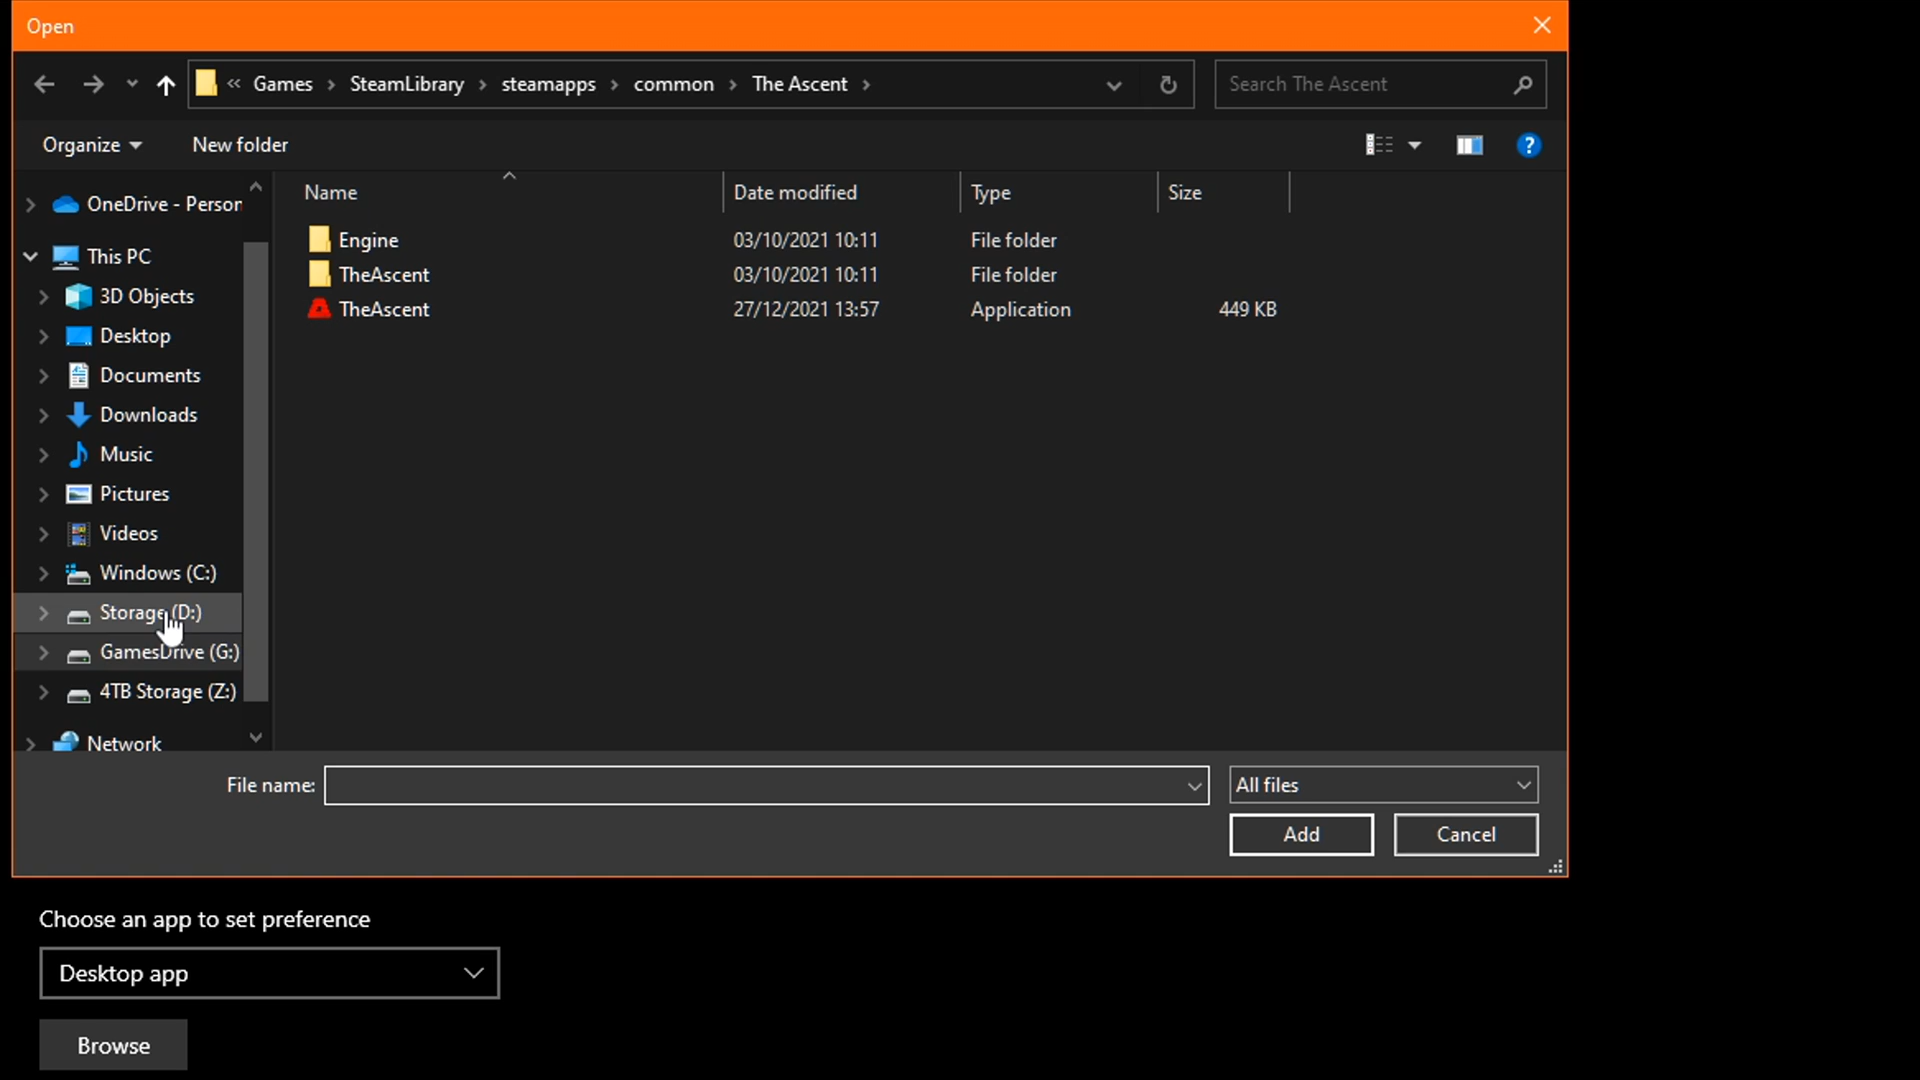 Open
« Games › SteamLibrary › steamapps › common › The Ascent ›
Search The Ascent
Organize
New folder
?
Name
Date modified
Type
Size
OneDrive - Person
This PC
3D Objects
Desktop
Documents
Downloads
Music
Pictures
Videos
Windows (C:)
Storage (D:)
GamesDrive (G:)
4TB Storage (Z:)
Network
Engine 03/10/2021 10:11 File folder
TheAscent 03/10/2021 10:11 File folder
TheAscent 27/12/2021 13:57 Application 449 KB
File name:
All files
Add
Cancel
Choose an app to set preference
Desktop app
Browse